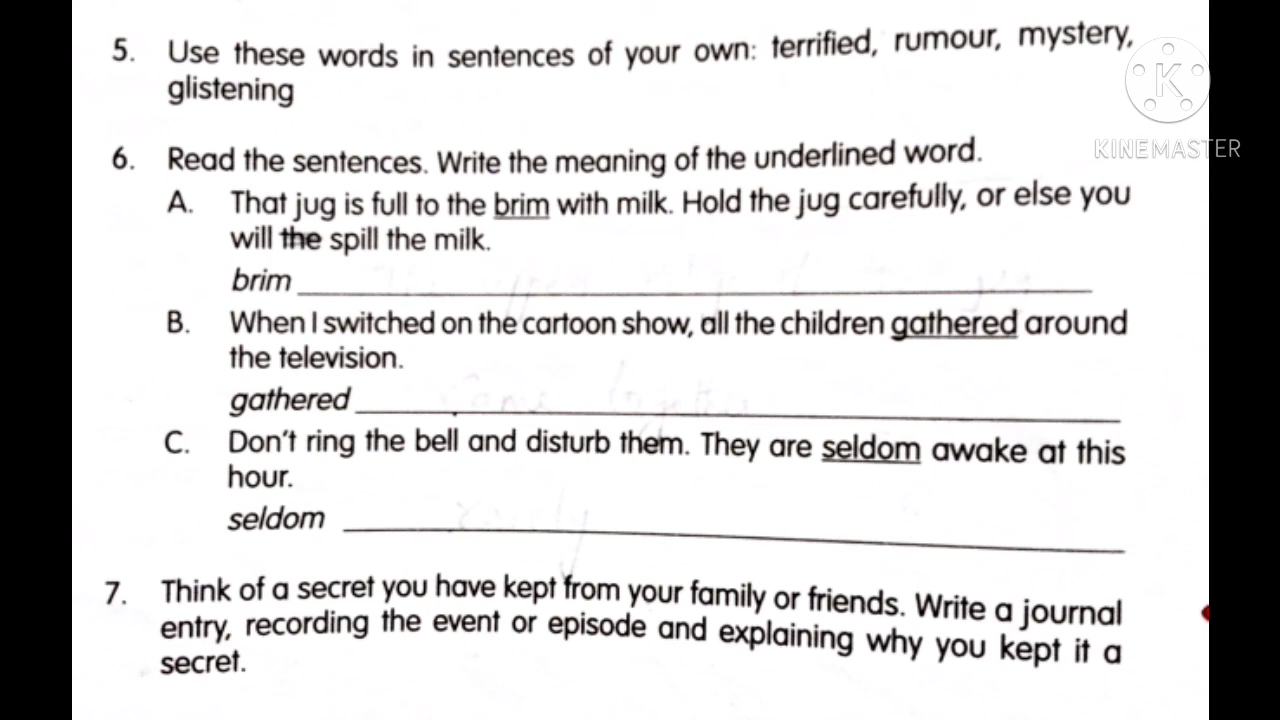 5. Use these words in sentences of your own: terrified, rumour, mystery,
glistening
K
KINEMASTER
6. Read the sentences. Write the meaning of the underlined word.
A. That jug is full to the brim with milk. Hold the jug carefully, or else you
will the spill the milk.
brim
B. When I switched on the cartoon show, all the children gathered around
the television.
gathered
C. Don't ring the bell and disturb them. They are seldom awake at this
hour.
seldom
7. Think of a secret you have kept from your family or friends. Write a journal
entry, recording the event or episode and explaining why you kept it a
secret.